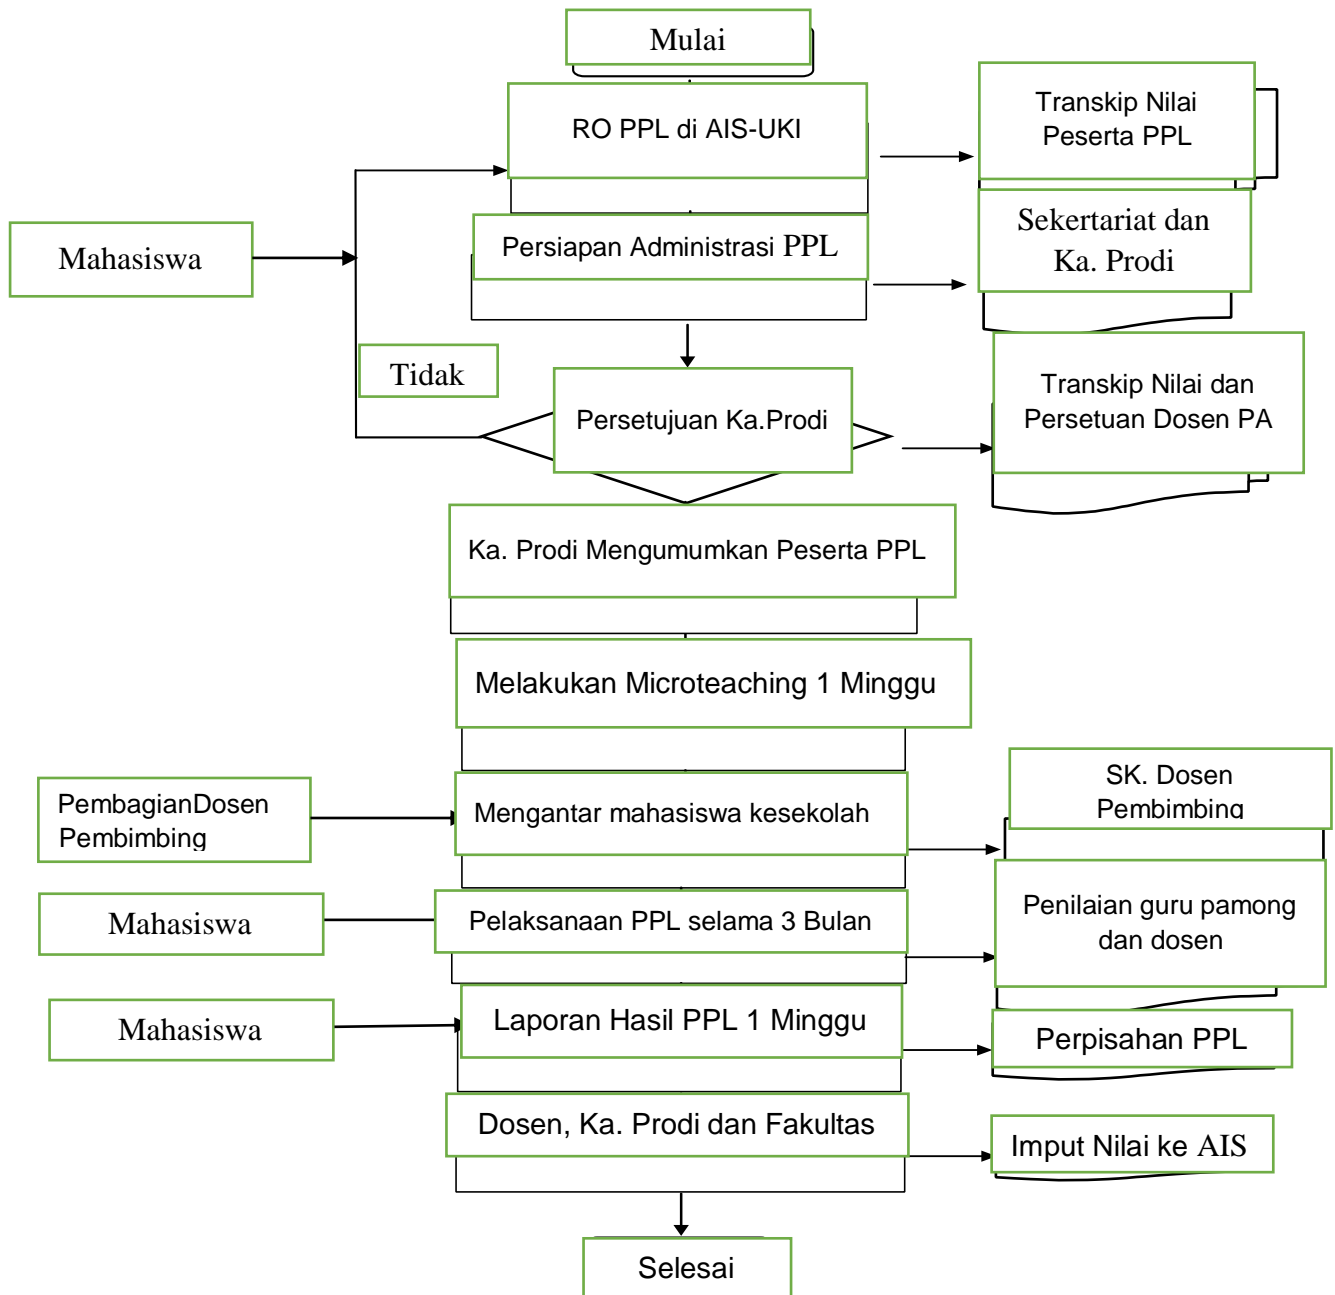 Mulai
RO PPL di AIS-UKI
Transkip Nilai
Peserta PPL
Mahasiswa
Persiapan Administrasi PPL
Sekertariat dan
Ka. Prodi
Tidak
Persetujuan Ka.Prodi
Transkip Nilai dan
Persetuan Dosen PA
Ka. Prodi Mengumumkan Peserta PPL
Melakukan Microteaching 1 Minggu
PembagianDosen
Pembimbing
Mengantar mahasiswa kesekolah
SK. Dosen
Pembimbing
Mahasiswa
Pelaksanaan PPL selama 3 Bulan
Penilaian guru pamong
dan dosen
Mahasiswa
Laporan Hasil PPL 1 Minggu
Perpisahan PPL
Dosen, Ka. Prodi dan Fakultas
Imput Nilai ke AIS
Selesai